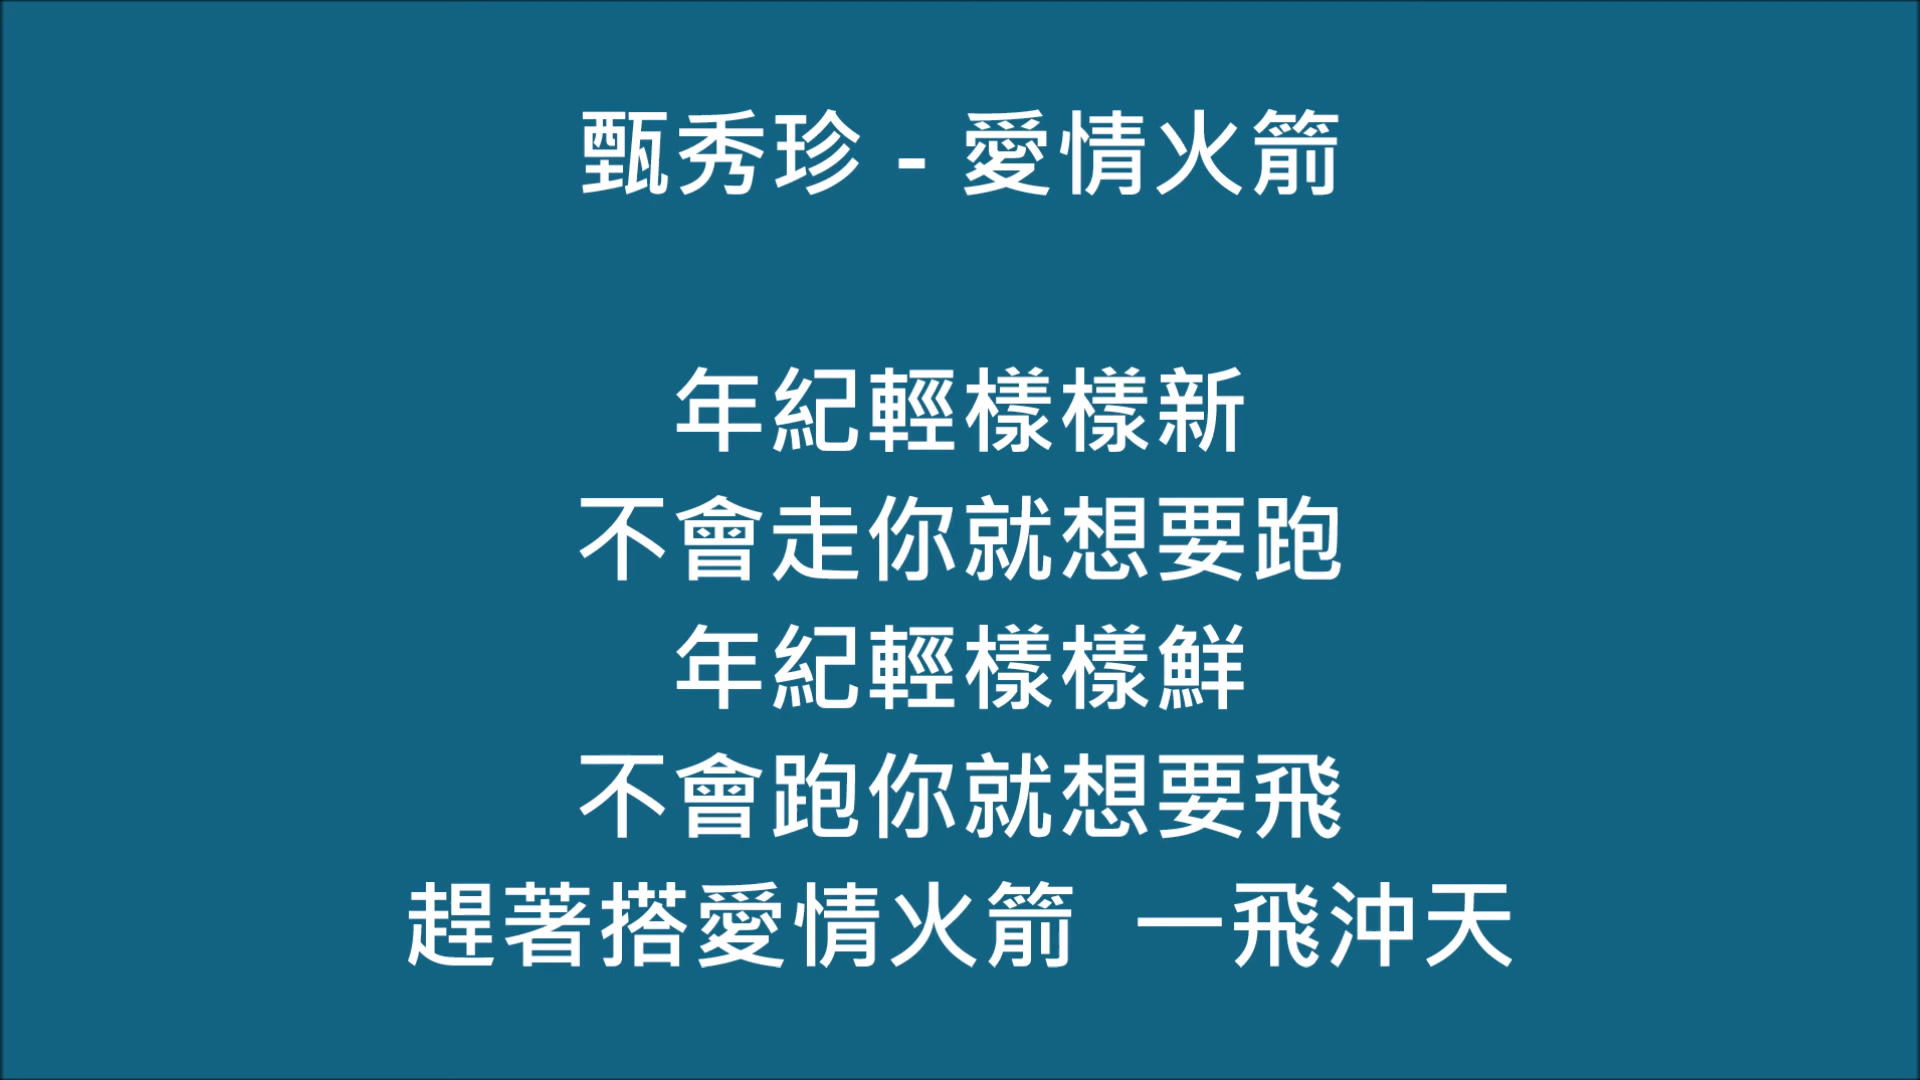 甄秀珍 - 愛情火箭
年紀輕樣樣新
不會走你就想要跑
年紀輕樣樣鮮
不會跑你就想要飛
趕著搭愛情火箭 一飛沖天